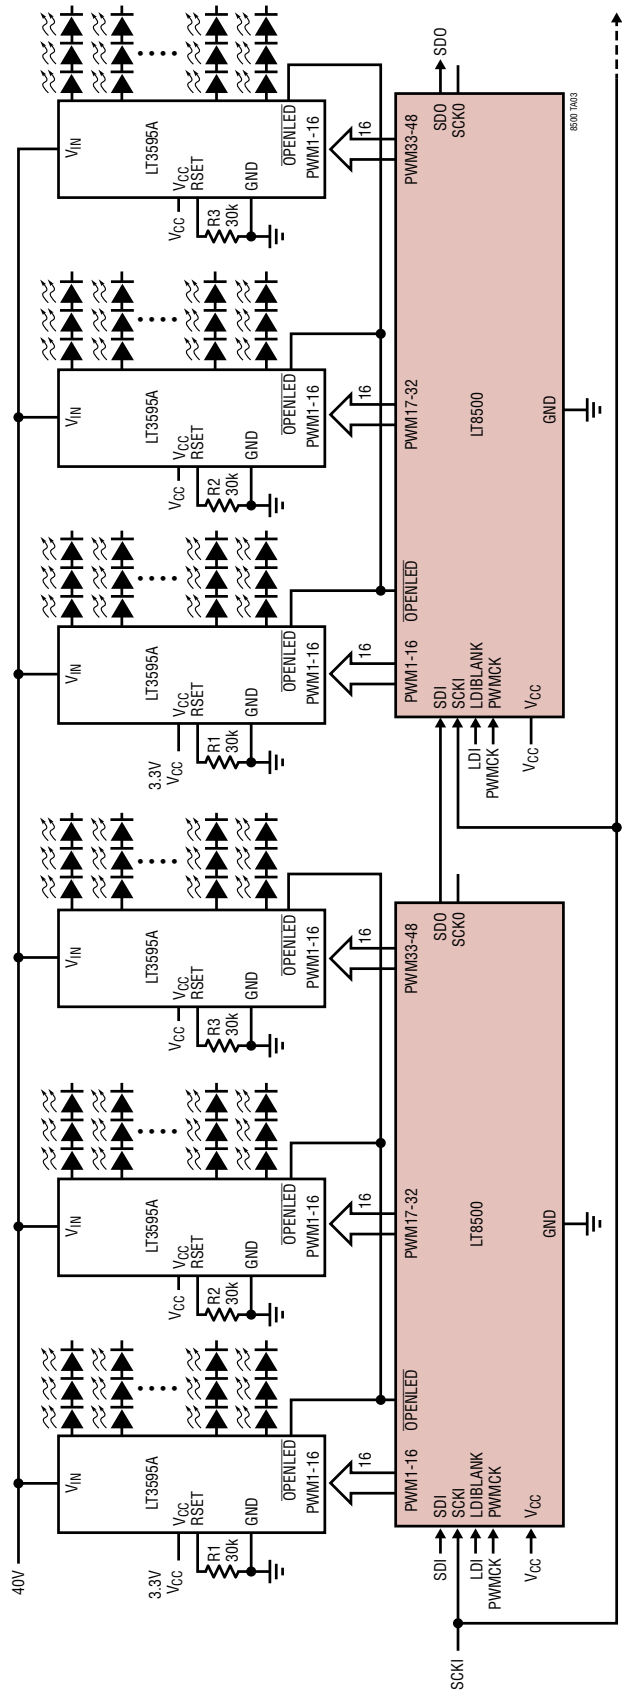 40V
VIN
LT3595A
3.3V
VCC
VCC
RSET
R1
30k
GND
OPENLED
PWM1-16
16
VIN
LT3595A
VCC
VCC
RSET
R2
30k
GND
OPENLED
PWM1-16
16
VIN
LT3595A
VCC
VCC
RSET
R3
30k
GND
OPENLED
PWM1-16
16
VIN
LT3595A
3.3V
VCC
VCC
RSET
R1
30k
GND
OPENLED
PWM1-16
16
VIN
LT3595A
VCC
VCC
RSET
R2
30k
GND
OPENLED
PWM1-16
16
VIN
LT3595A
VCC
VCC
RSET
R3
30k
GND
OPENLED
PWM1-16
16
PWM1-16
OPENLED
PWM17-32
PWM33-48
SDI
SDI
SCKI
SCKI
LDI
LDIBLANK
PWMCK
PWMCK
VCC
VCC
LT8500
GND
SDO
SCKO
PWM1-16
OPENLED
PWM17-32
PWM33-48
SDI
SCKI
LDI
LDIBLANK
PWMCK
PWMCK
VCC
VCC
LT8500
GND
SDO
SDO
SCKO
8500 TA03